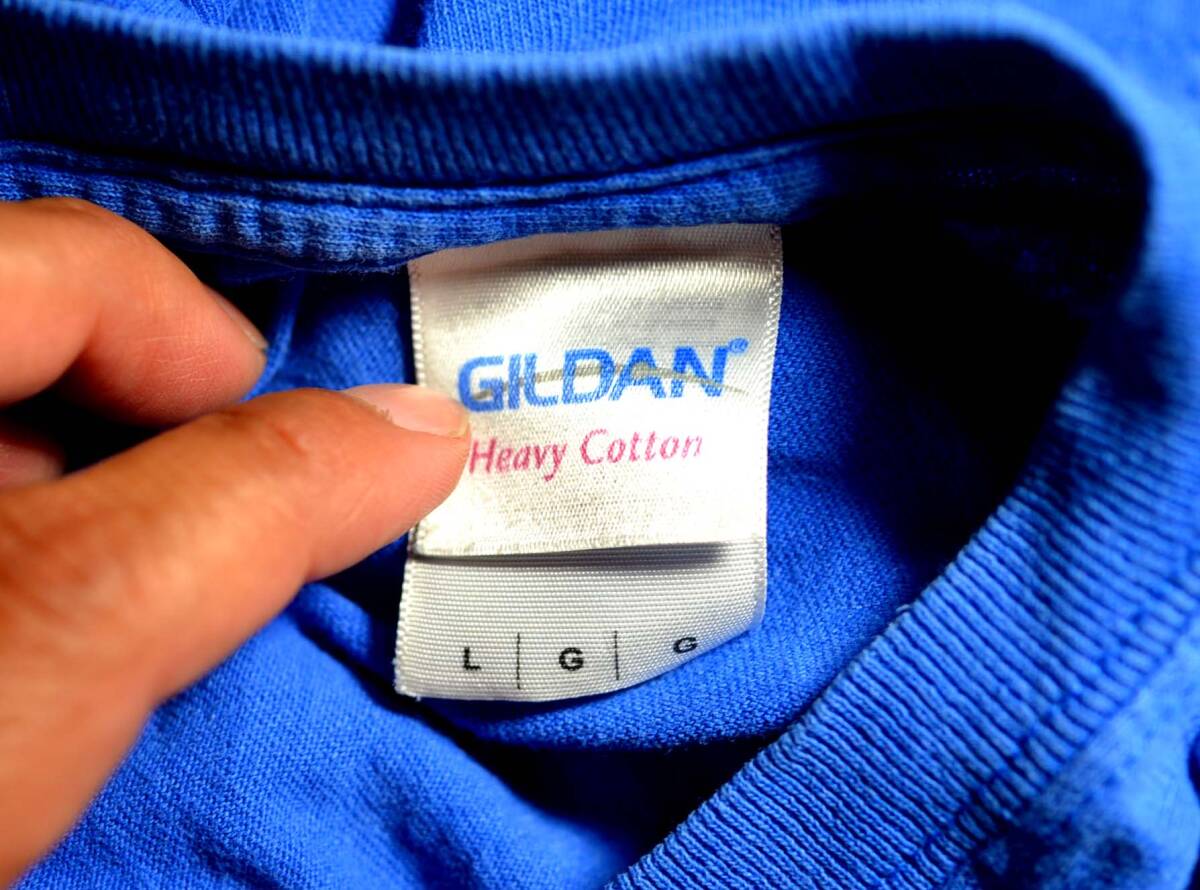 GILDAN®
Heavy Cotton
L | G | G